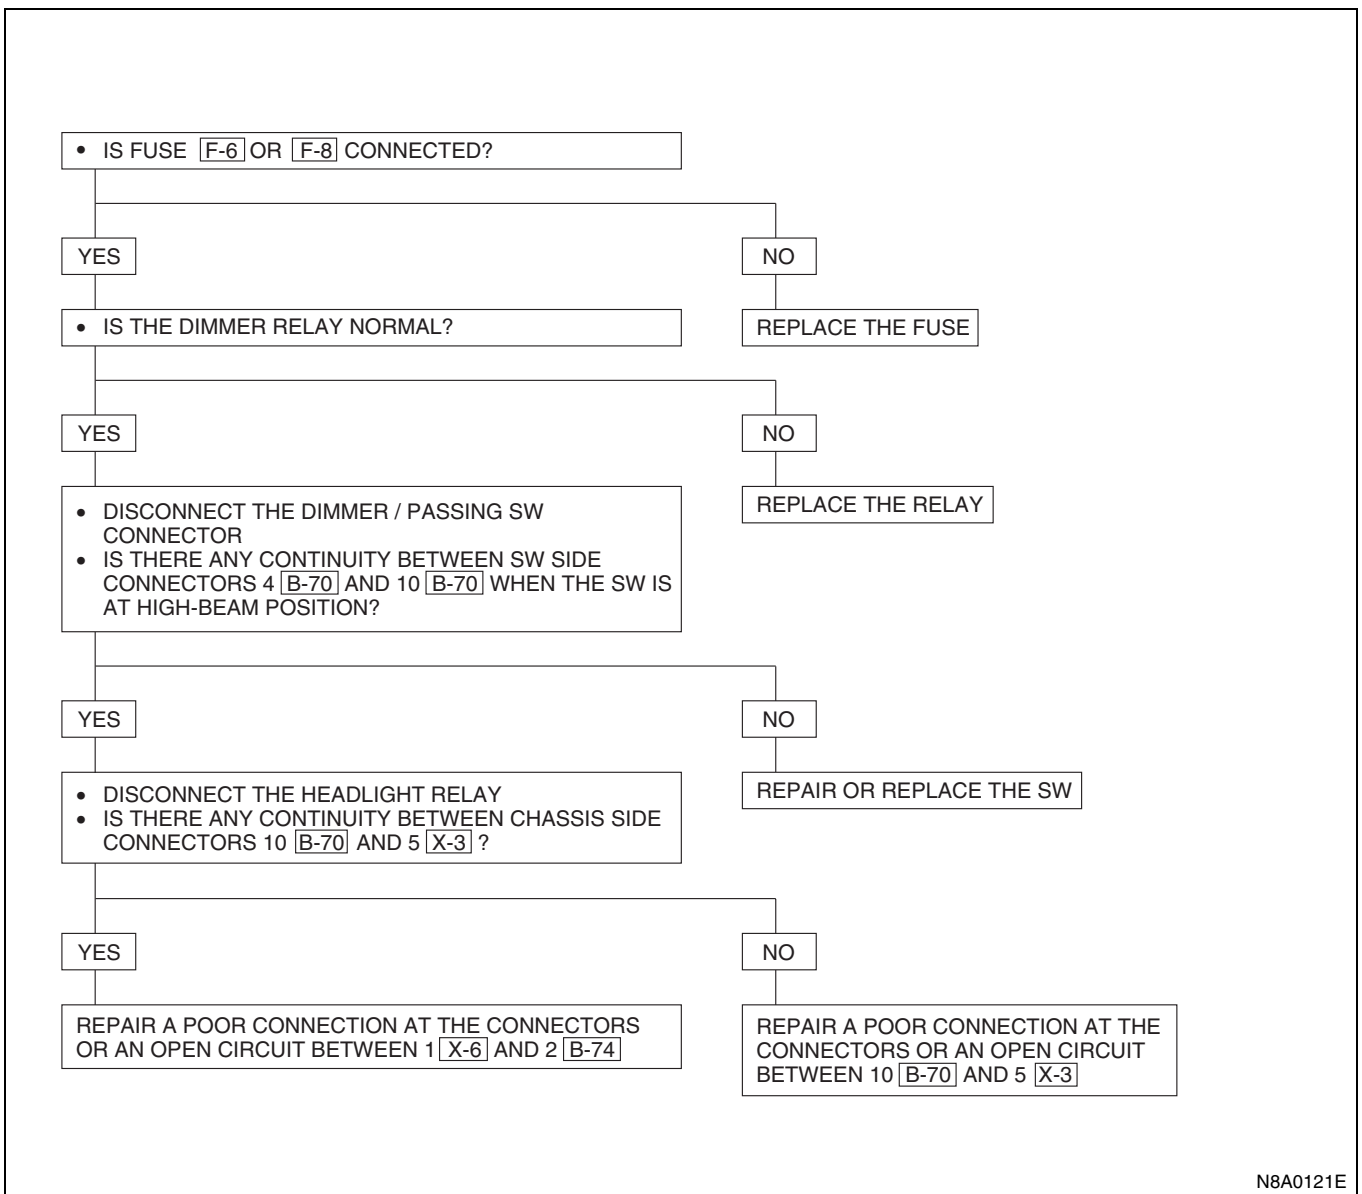 • IS FUSE F-6 OR F-8 CONNECTED?
YES
NO
• IS THE DIMMER RELAY NORMAL?
REPLACE THE FUSE
YES
NO
• DISCONNECT THE DIMMER / PASSING SW
CONNECTOR
• IS THERE ANY CONTINUITY BETWEEN SW SIDE
CONNECTORS 4 B-70 AND 10 B-70 WHEN THE SW IS
AT HIGH-BEAM POSITION?
REPLACE THE RELAY
YES
NO
• DISCONNECT THE HEADLIGHT RELAY
• IS THERE ANY CONTINUITY BETWEEN CHASSIS SIDE
CONNECTORS 10 B-70 AND 5 X-3 ?
REPAIR OR REPLACE THE SW
YES
NO
REPAIR A POOR CONNECTION AT THE CONNECTORS
OR AN OPEN CIRCUIT BETWEEN 1 X-6 AND 2 B-74
REPAIR A POOR CONNECTION AT THE
CONNECTORS OR AN OPEN CIRCUIT
BETWEEN 10 B-70 AND 5 X-3
N8A0121E